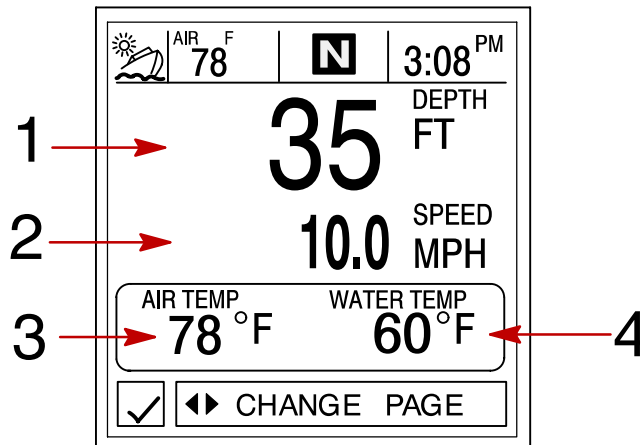 AIR F
78
N
3:08 PM
1
35
DEPTH
FT
2
10.0
SPEED
MPH
AIR TEMP
WATER TEMP
3
78 °F
60 °F
4
CHANGE PAGE